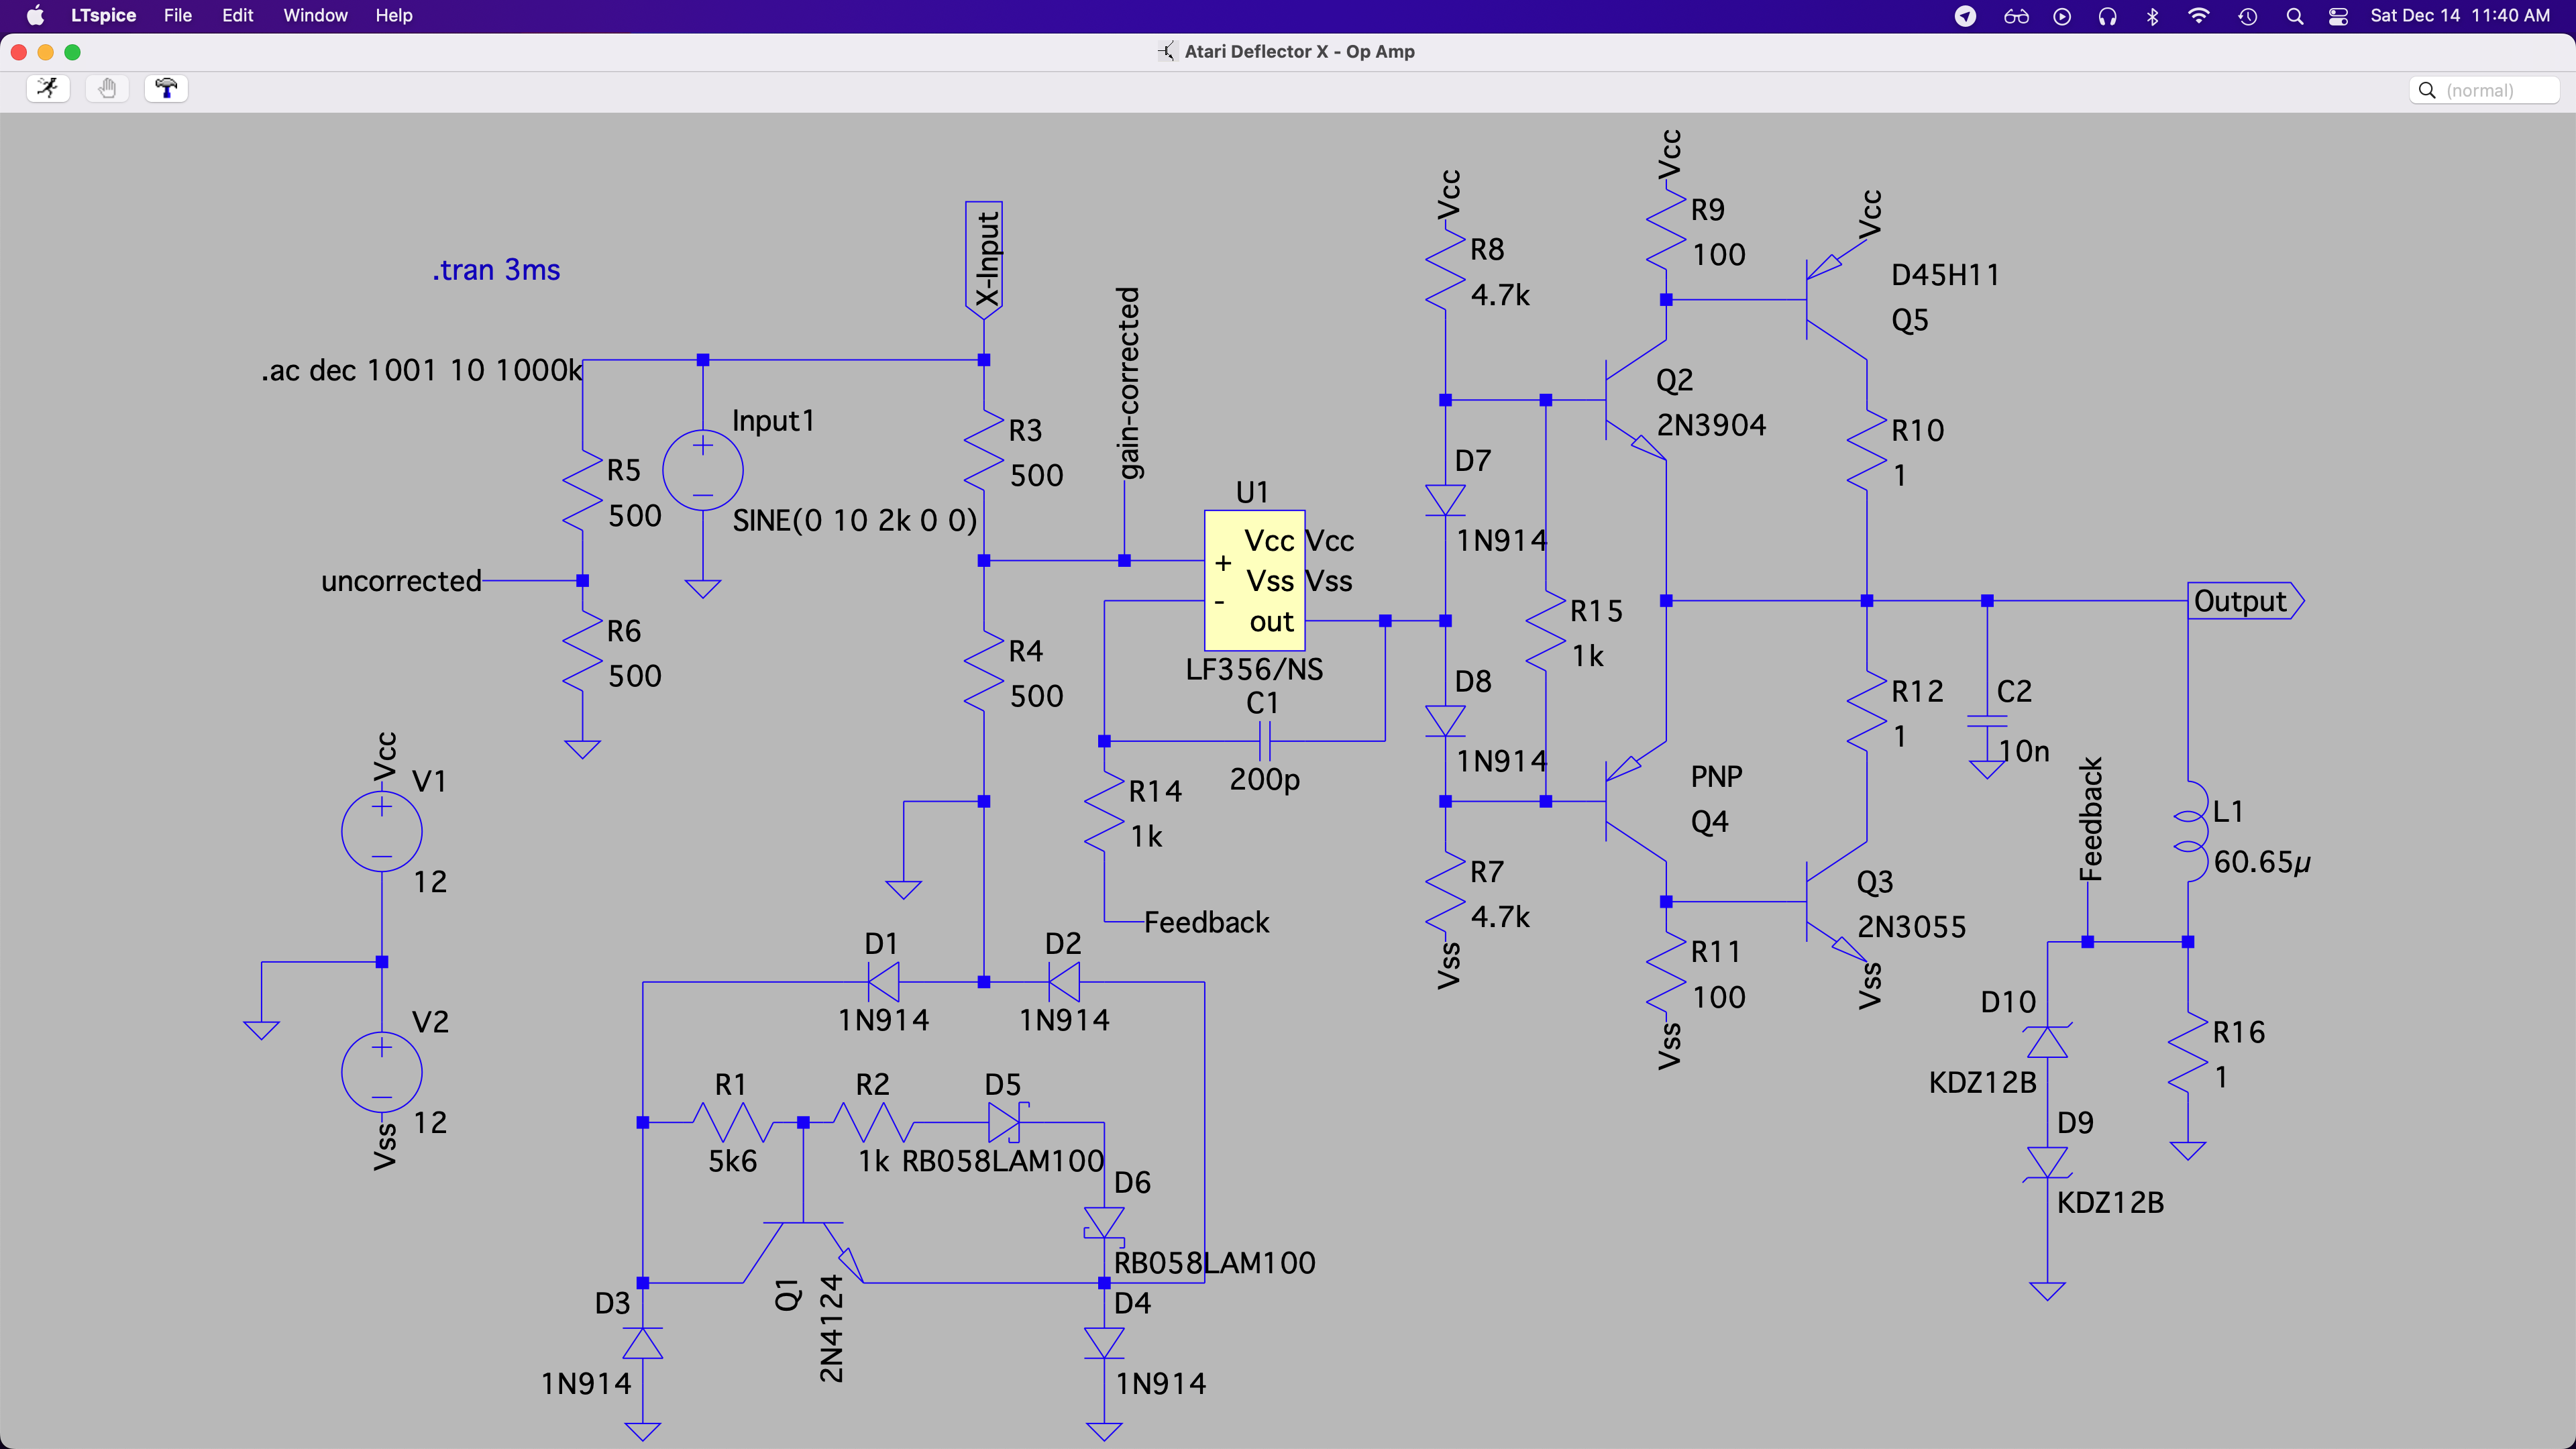 LTspice File Edit Window Help
Sat Dec 14 11:40 AM
Atari Deflector X - Op Amp
(normal)
.tran 3ms
.ac dec 1001 10 1000k
X-Input
Input1
SINE(0 10 2k 0 0)
R5
500
uncorrected
R6
500
R3
500
gain-corrected
R4
500
Vcc
V1
12
V2
12
Vss
U1
Vcc Vcc
+
Vss Vss
-
out
LF356/NS
C1
200p
R14
1k
Feedback
D1
1N914
D2
1N914
R1
5k6
R2
1k
D5
RB058LAM100
D6
RB058LAM100
Q1
2N4124
D3
1N914
D4
1N914
Vcc
R8
4.7k
D7
1N914
D8
1N914
R7
4.7k
Vss
R15
1k
Vcc
R9
100
Q2
2N3904
PNP
Q4
R11
100
Vss
Vcc
D45H11
Q5
R10
1
R12
1
Q3
2N3055
Vss
C2
10n
Output
L1
60.65µ
Feedback
D10
KDZ12B
D9
KDZ12B
R16
1